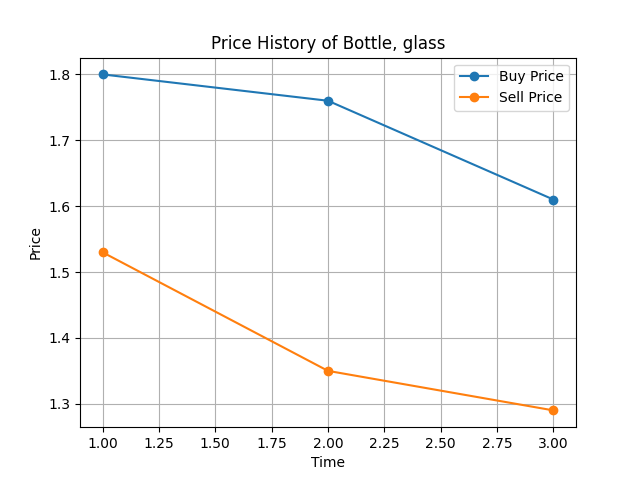 Price History of Bottle, glass
Buy Price
Sell Price
1.8
1.7
1.6
1.5
1.4
1.3
Price
1.00 1.25 1.50 1.75 2.00 2.25 2.50 2.75 3.00
Time